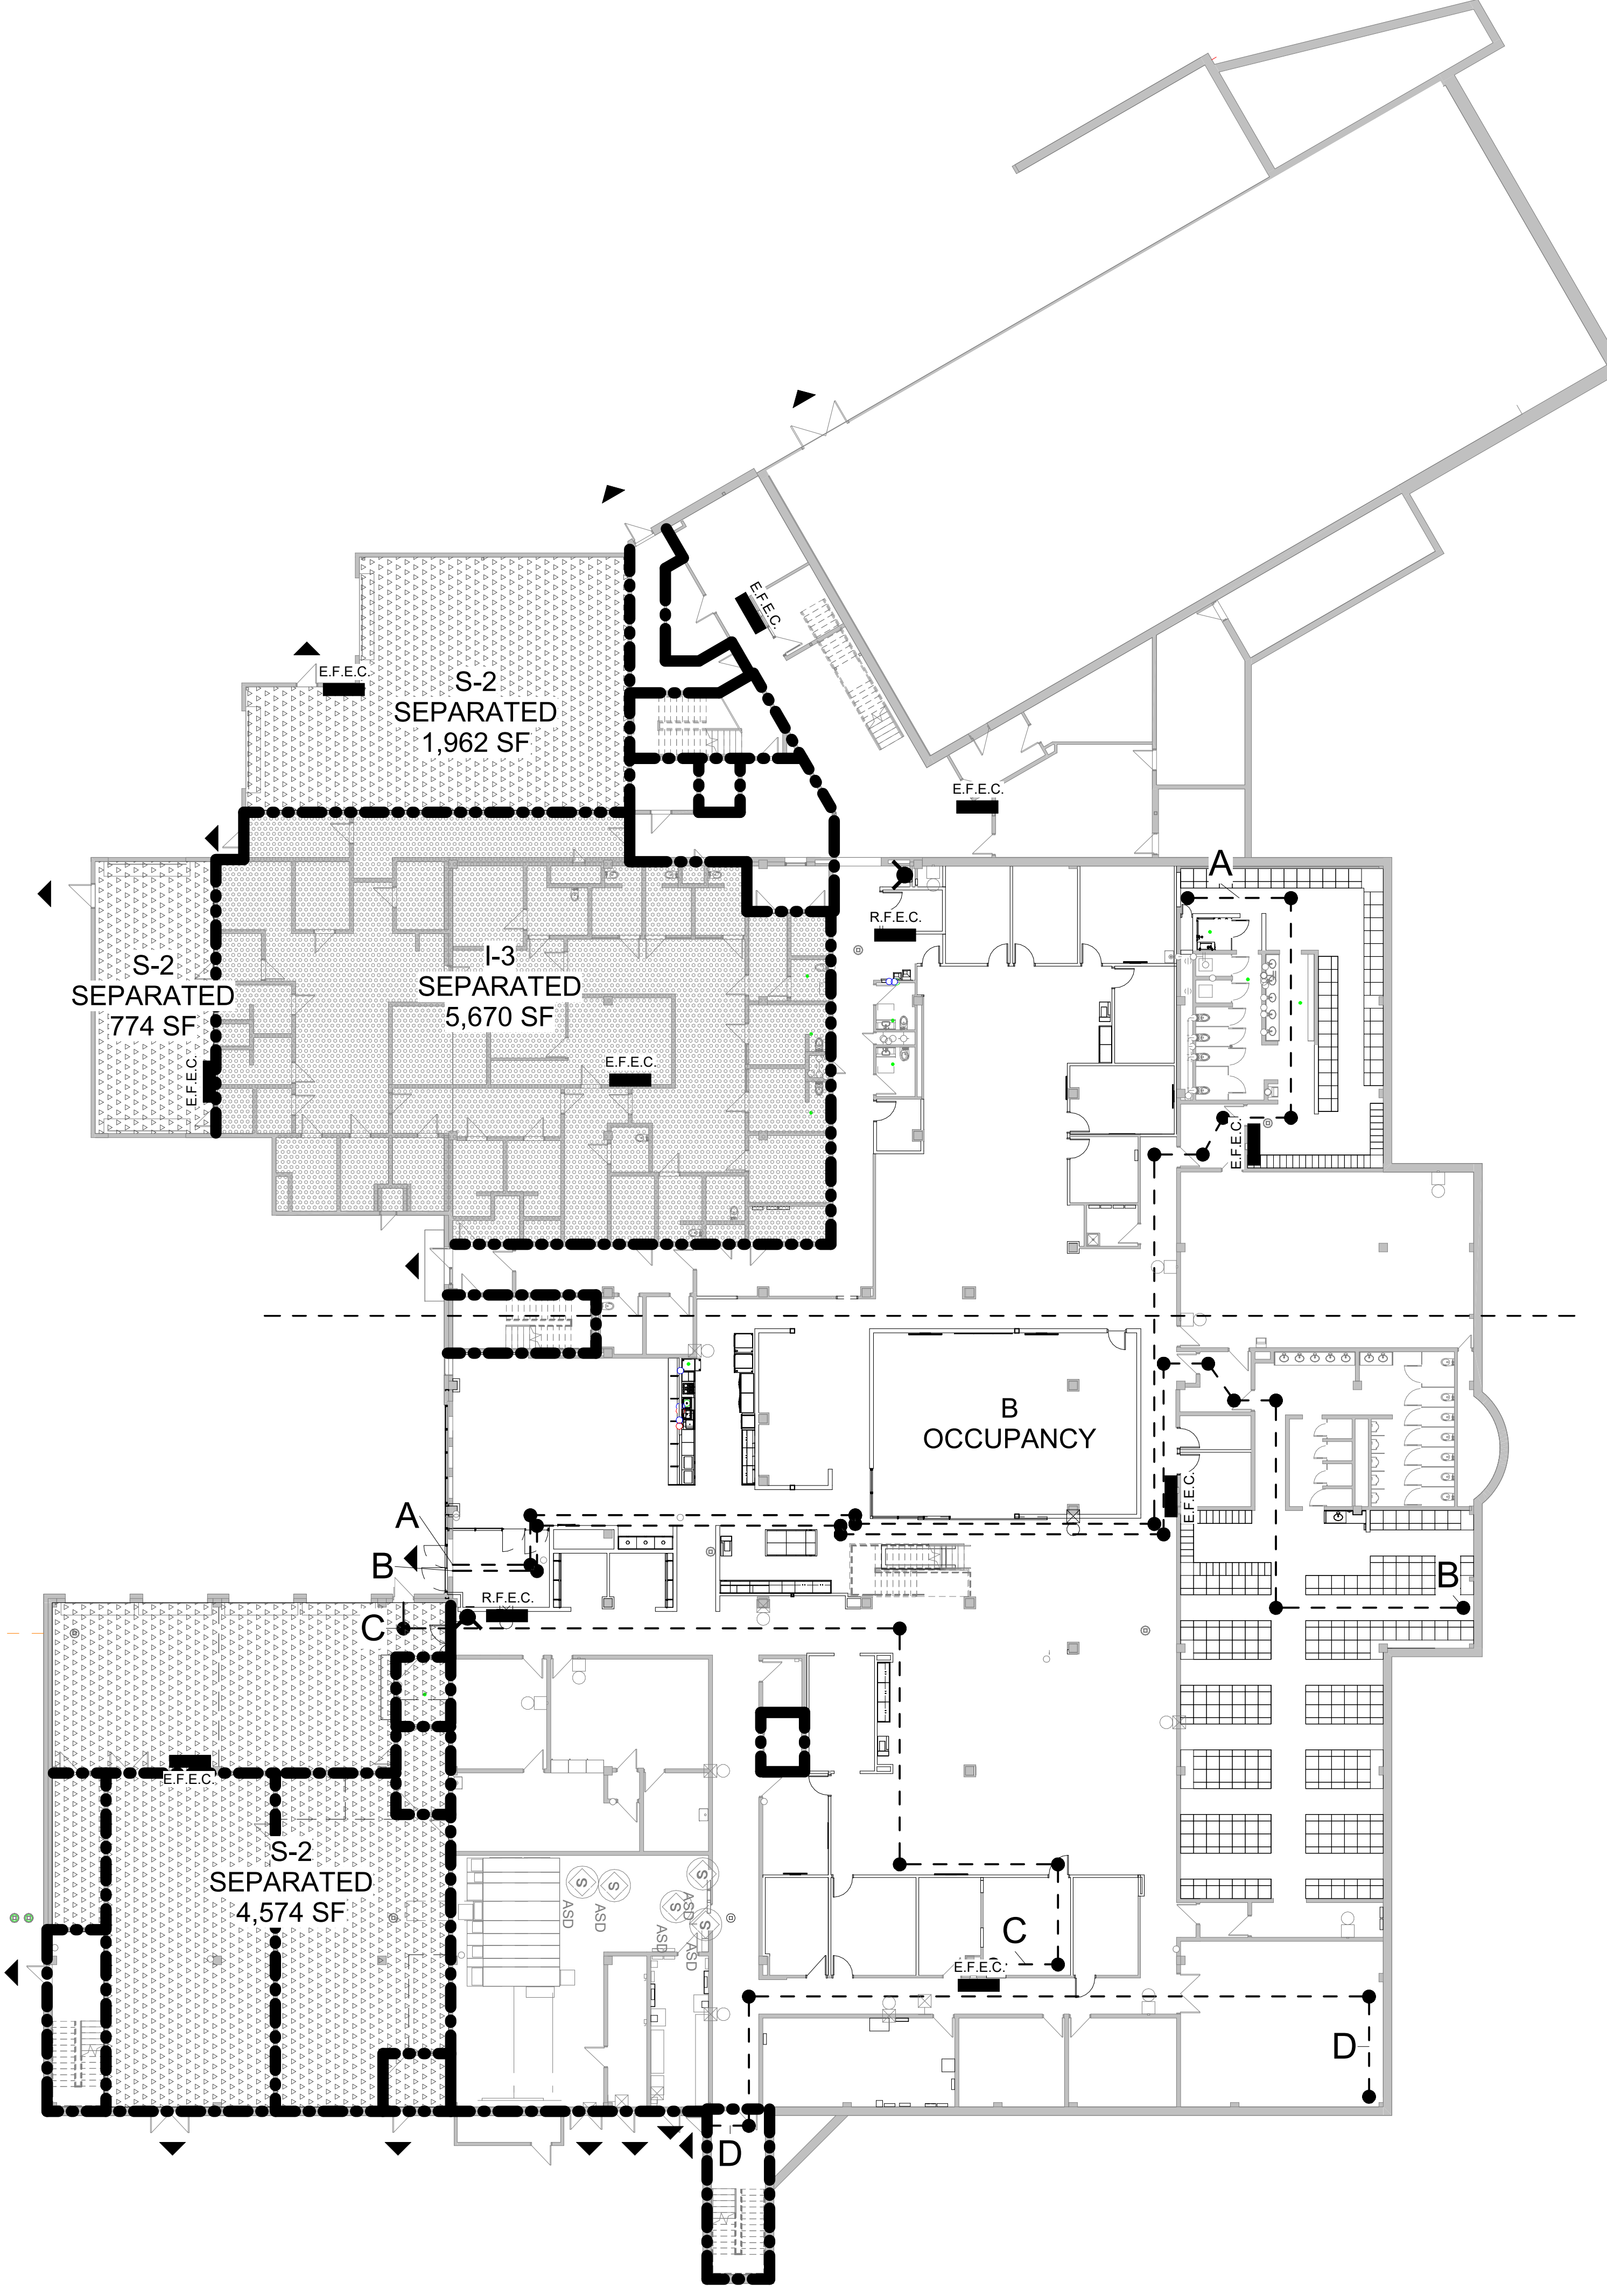 E.F.E.C.
E.F.E.C.
S-2
SEPARATED
1,962 SF
E.F.E.C.
A
R.F.E.C.
I-3
SEPARATED
5,670 SF
S-2
SEPARATED
774 SF
E.F.E.C.
E.F.E.C.
E.F.E.C.
B
OCCUPANCY
E.F.E.C.
A
B
B
R.F.E.C.
C
E.F.E.C.
S-2
SEPARATED
4,574 SF
S
S
S
S
S
ASD
ASD
ASD
ASD
ASD
C
E.F.E.C.
D
D